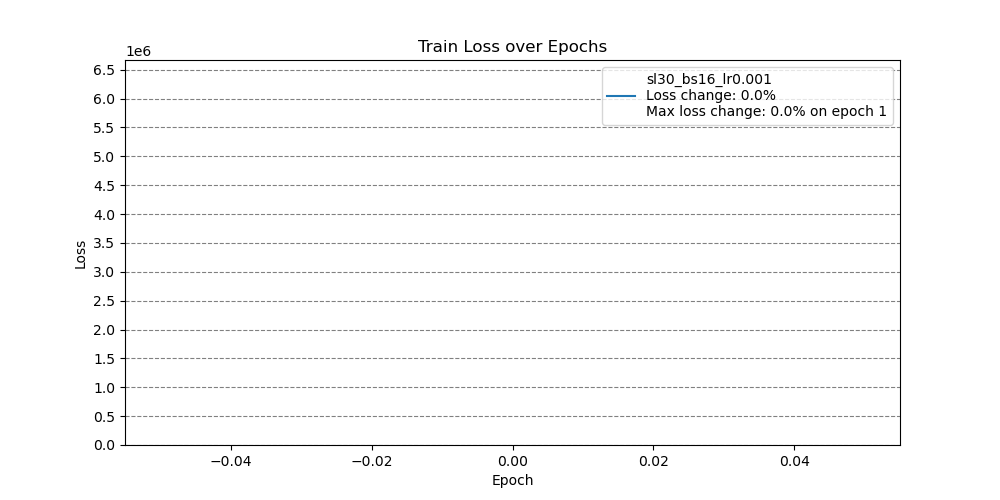 Train Loss over Epochs
1e6
sl30_bs16_lr0.001
Loss change: 0.0%
Max loss change: 0.0% on epoch 1
6.5
6.0
5.5
5.0
4.5
4.0
3.5
3.0
2.5
2.0
1.5
1.0
0.5
0.0
Loss
−0.04 −0.02 0.00 0.02 0.04
Epoch